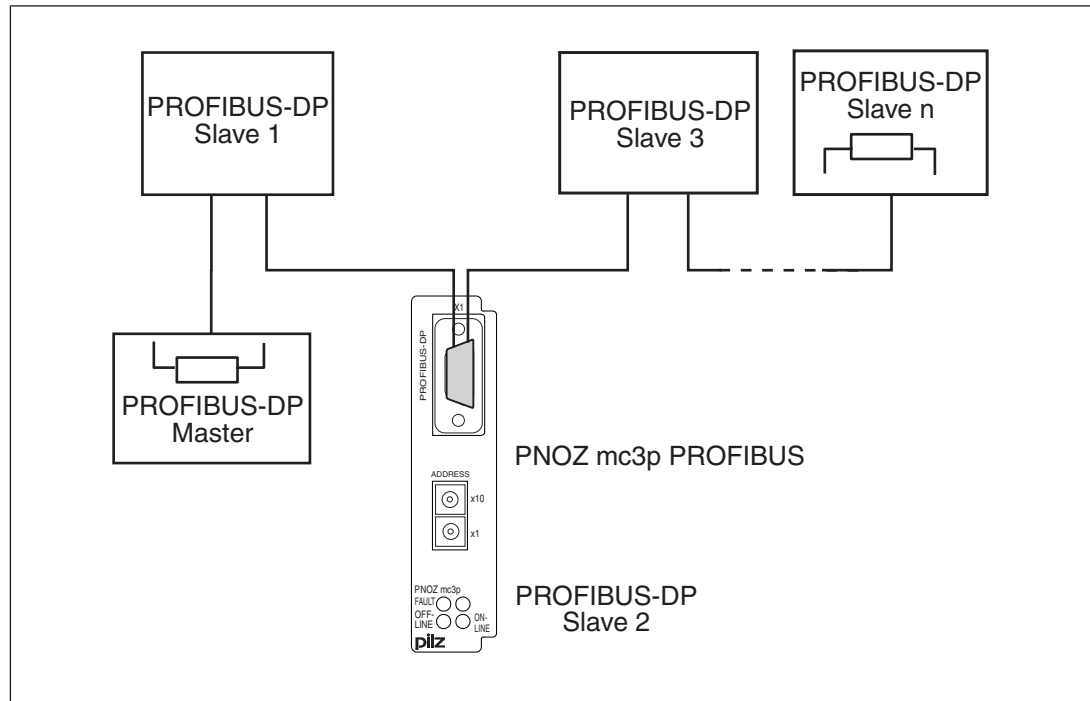 PROFIBUS-DP
Slave 1
PROFIBUS-DP
Slave 3
PROFIBUS-DP
Slave n
PROFIBUS-DP
Master
X1
PROFIBUS-DP
PNOZ mc3p PROFIBUS
ADDRESS
x10
x1
PNOZ mc3p
FAULT
OFF-
LINE
ON-
LINE
pilz
PROFIBUS-DP
Slave 2